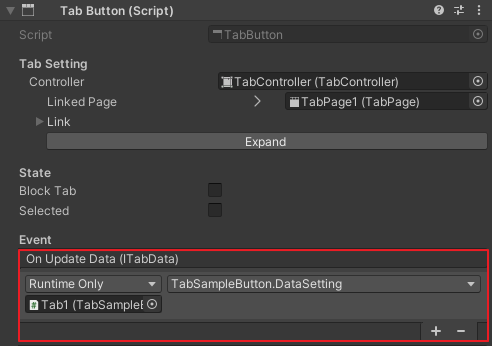 Tab Button (Script)
Script TabButton
Tab Setting
Controller TabController (TabController)
Linked Page TabPage1 (TabPage)
Link
Expand
State
Block Tab
Selected
Event
On Update Data (ITabData)
Runtime Only TabSampleButton.DataSetting
Tab1 (TabSample